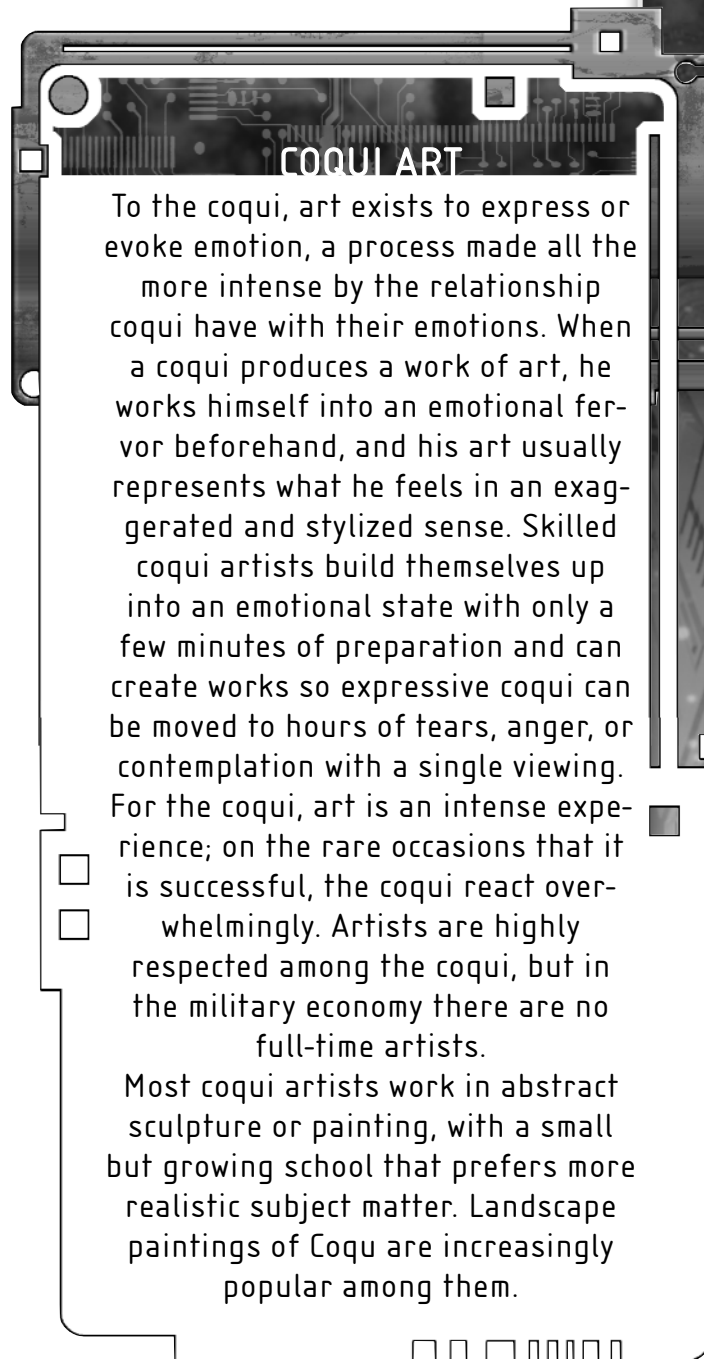 COQUI ART
To the coqui, art exists to express or
evoke emotion, a process made all the
more intense by the relationship
coqui have with their emotions. When
a coqui produces a work of art, he
works himself into an emotional fer-
vor beforehand, and his art usually
represents what he feels in an exag-
gerated and stylized sense. Skilled
coqui artists build themselves up
into an emotional state with only a
few minutes of preparation and can
create works so expressive coqui can
be moved to hours of tears, anger, or
contemplation with a single viewing.
For the coqui, art is an intense expe-
rience; on the rare occasions that it
is successful, the coqui react over-
whelmingly. Artists are highly
respected among the coqui, but in
the military economy there are no
full-time artists.
Most coqui artists work in abstract
sculpture or painting, with a small
but growing school that prefers more
realistic subject matter. Landscape
paintings of Coqu are increasingly
popular among them.